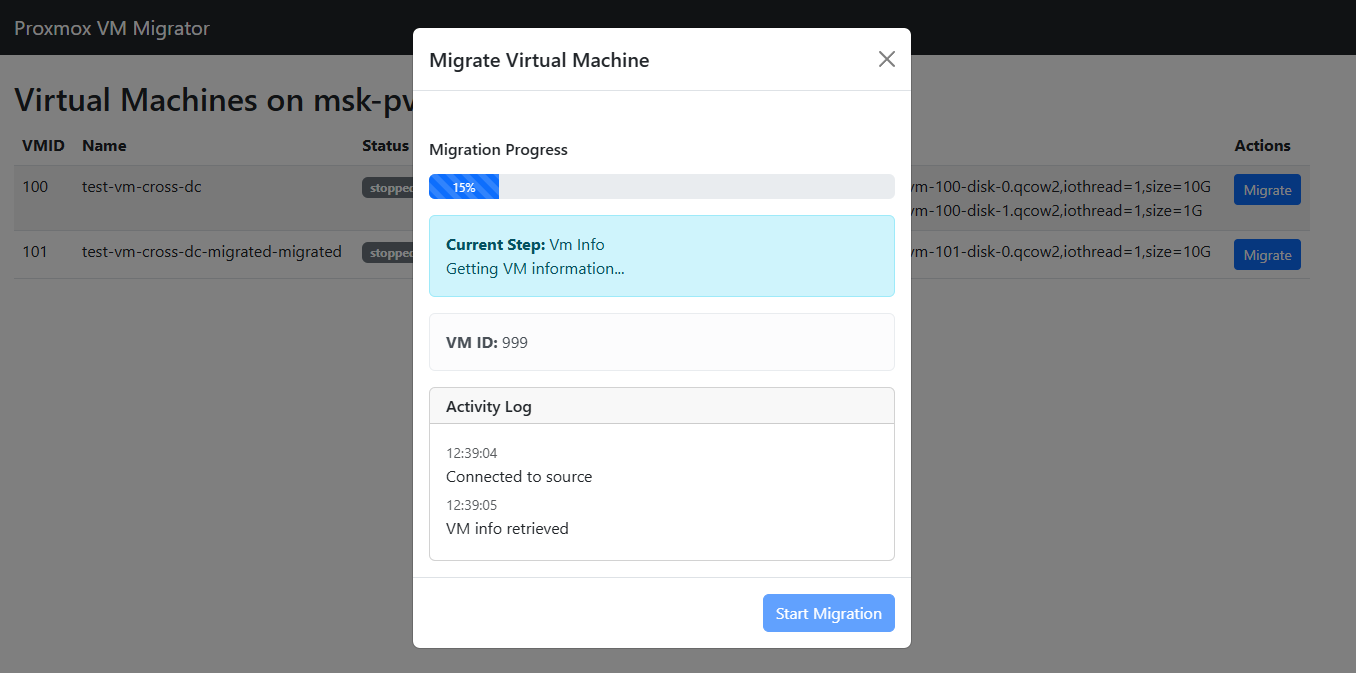 Proxmox VM Migrator
Virtual Machines on msk-pv
VMID Name Status Actions
100 test-vm-cross-dc stopped vm-100-disk-0.qcow2,iothread=1,size=10G Migrate
vm-100-disk-1.qcow2,iothread=1,size=1G
101 test-vm-cross-dc-migrated-migrated stopped vm-101-disk-0.qcow2,iothread=1,size=10G Migrate
Migrate Virtual Machine
Migration Progress
15%
Current Step: Vm Info
Getting VM information...
VM ID: 999
Activity Log
12:39:04
Connected to source
12:39:05
VM info retrieved
Start Migration